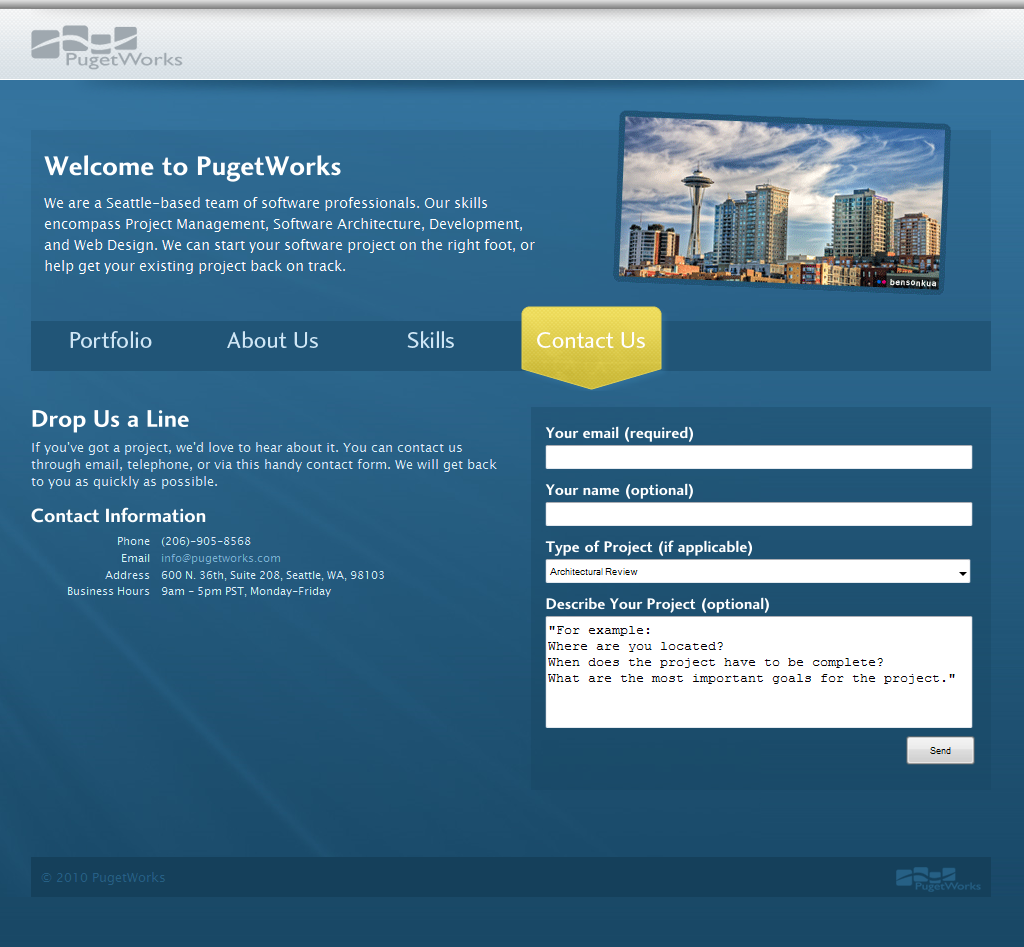 PugetWorks
Welcome to PugetWorks
We are a Seattle-based team of software professionals. Our skills
encompass Project Management, Software Architecture, Development,
and Web Design. We can start your software project on the right foot, or
help get your existing project back on track.
bensonkua
Portfolio
About Us
Skills
Contact Us
Drop Us a Line
If you've got a project, we'd love to hear about it. You can contact us
through email, telephone, or via this handy contact form. We will get back
to you as quickly as possible.
Contact Information
Phone (206)-905-8568
Email info@pugetworks.com
Address 600 N. 36th, Suite 208, Seattle, WA, 98103
Business Hours 9am - 5pm PST, Monday-Friday
Your email (required)
Your name (optional)
Type of Project (if applicable)
Architectural Review
Describe Your Project (optional)
"For example:
Where are you located?
When does the project have to be complete?
What are the most important goals for the project."
Send
© 2010 PugetWorks
PugetWorks